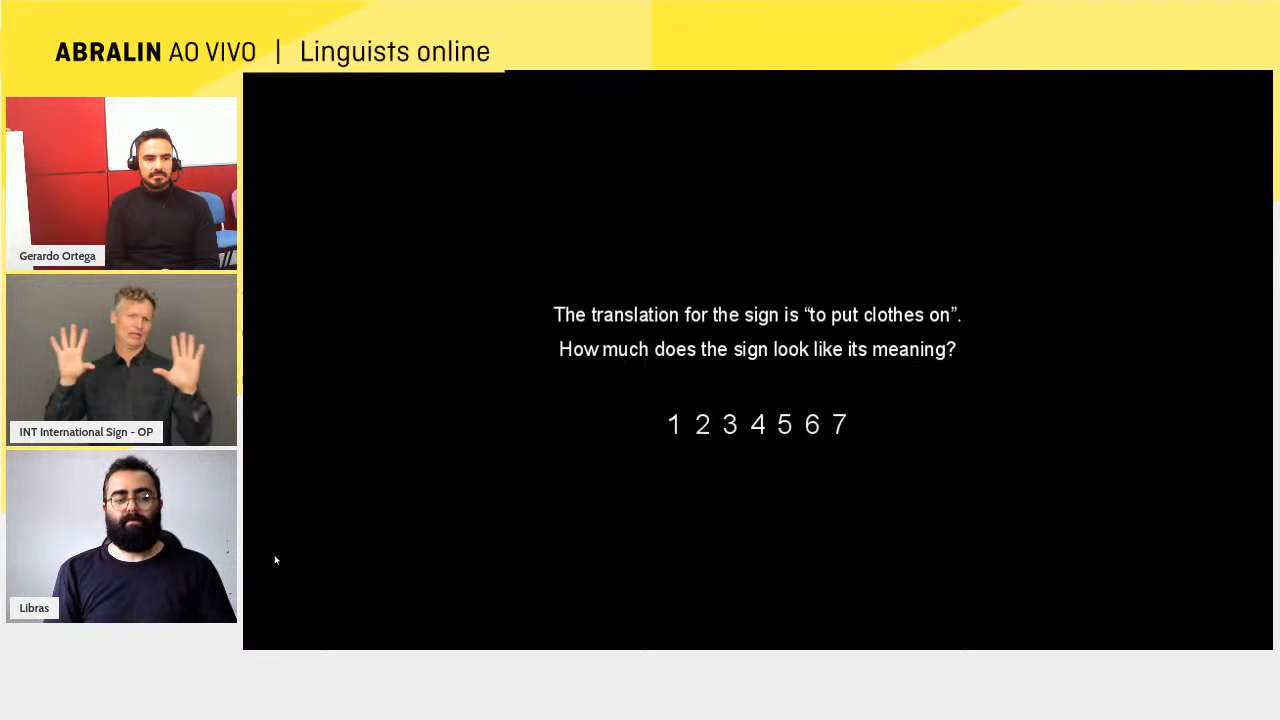 ABRALIN AO VIVO | Linguists online
Gerardo Ortega
INT International Sign - OP
Libras
The translation for the sign is “to put clothes on”.
How much does the sign look like its meaning?
1 2 3 4 5 6 7